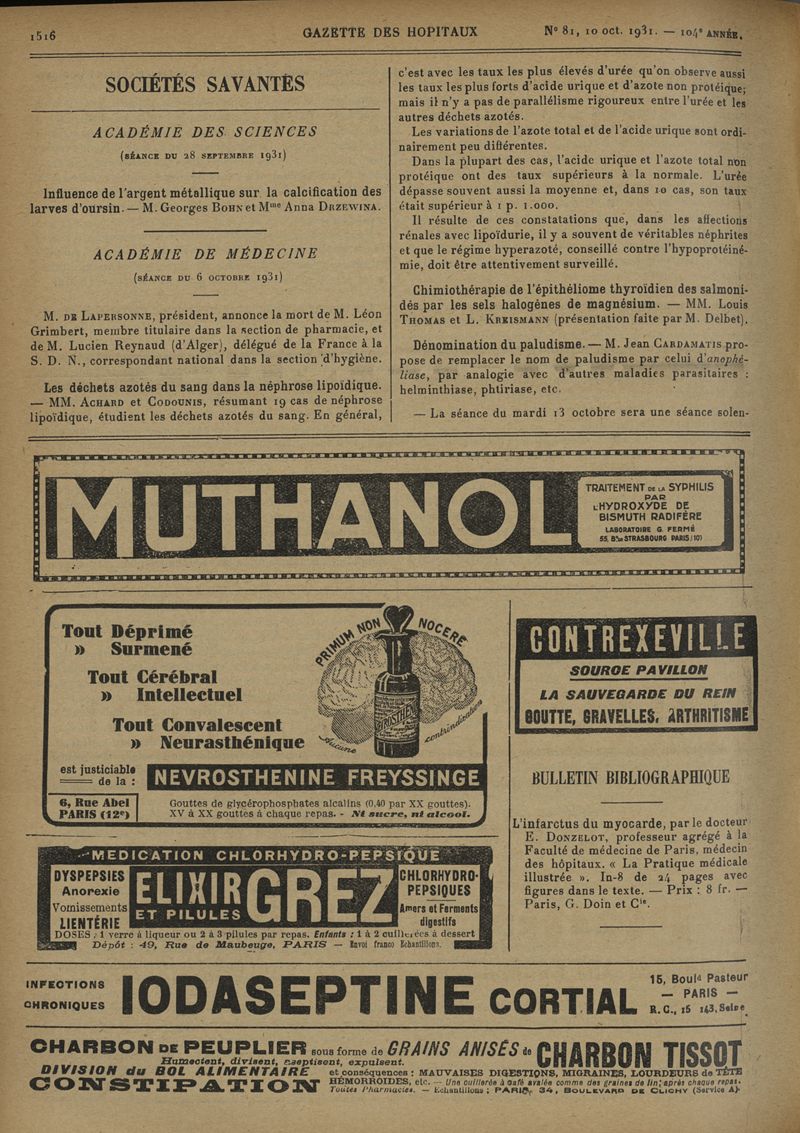 1516
GAZETTE DES HOPITAUX
N° 81, 10 oct. 1931. — 104e ANNÉE.
SOCIÉTÉS SAVANTES
ACADÉMIE DES SCIENCES
(SÉANCE DU 28 SEPTEMBRE 1931)
Influence de l'argent métallique sur la calcification des
larves d'oursin. — M. Georges BOHN et Mme Anna DRZEWINA.
ACADÉMIE DE MÉDECINE
(SÉANCE DU 6 OCTOBRE 1931)
M. DE LAPERSONNE, président, annonce la mort de M. Léon
Grimbert, membre titulaire dans la section de pharmacie, et
de M. Lucien Reynaud (d'Alger), délégué de la France à la
S. D. N., correspondant national dans la section d'hygiène.
Les déchets azotés du sang dans la néphrose lipoïdique.
— MM. ACHARD et CODOUNIS, résumant 19 cas de néphrose
lipoïdique, étudient les déchets azotés du sang. En général,
c'est avec les taux les plus élevés d'urée qu'on observe aussi
les taux les plus forts d'acide urique et d'azote non protéique;
mais il n'y a pas de parallélisme rigoureux entre l'urée et les
autres déchets azotés.
Les variations de l'azote total et de l'acide urique sont ordi-
nairement peu différentes.
Dans la plupart des cas, l'acide urique et l'azote total non
protéique ont des taux supérieurs à la normale. L'urée
dépasse souvent aussi la moyenne et, dans 10 cas, son taux
était supérieur à 1 p. 1.000.
Il résulte de ces constatations que, dans les affections
rénales avec lipoïdurie, il y a souvent de véritables néphrites
et que le régime hyperazoté, conseillé contre l'hypoprotéiné-
mie, doit être attentivement surveillé.
Chimiothérapie de l'épithéliome thyroïdien des salmoni-
dés par les sels halogénes de magnésium. — MM. Louis
THOMAS et L. KREISMANN (présentation faite par M. Delbet).
Dénomination du paludisme. — M. Jean CARDAMATIS pro-
pose de remplacer le nom de paludisme par celui d'anophé-
liase, par analogie avec d'autres maladies parasitaires :
helminthiase, phtiriase, etc.
— La séance du mardi 13 octobre sera une séance solen-
MUTHANOL
TRAITEMENT DE LA SYPHILIS
PAR
L'HYDROXYDE DE
BISMUTH RADIFÈRE
LABORATOIRE G. FERMÉ
55, Bd de STRASBOURG PARIS (10)
Tout Déprimé
» Surmené
Tout Cérébral
» Intellectuel
Tout Convalescent
» Neurasthénique
PRIMUM NON NOCERE
Aucune contrindication
est justiciable
de la :
NEVROSTHENINE FREYSSINGE
6, Rue Abel
PARIS (12e)
Gouttes de glycérophosphates alcalins (0.40 par XX gouttes).
XV à XX gouttes à chaque repas. - Ni sucre, ni alcool.
CONTREXEVILLE
SOURCE PAVILLON
LA SAUVEGARDE DU REIN
GOUTTE, GRAVELLES, ARTHRITISME
MEDICATION CHLORHYDRO-PEPSIQUE
DYSPEPSIES
Anorexie
Vomissements
LIENTÉRIE
ELIXIR GREZ
ET PILULES
CHLORHYDRO-
PEPSIQUES
Amers et Ferments
digestifs
DOSES : 1 verre à liqueur ou 2 à 3 pilules par repas. Enfants : 1 à 2 cuillerées à dessert
Dépôt : 49, Rue de Maubeuge, PARIS — Envoi franco Echantillons.
BULLETIN BIBLIOGRAPHIQUE
L'infarctus du myocarde, par le docteur
E. DONZELOT, professeur agrégé à la
Faculté de médecine de Paris, médecin
des hôpitaux. « La Pratique médicale
illustrée ». In-8 de 24 pages avec
figures dans le texte. — Prix : 8 fr. —
Paris, G. Doin et Cie.
INFECTIONS
CHRONIQUES
IODASEPTINE CORTIAL
15, Bould Pasteur
— PARIS —
R. C., 15 143, Seine
CHARBON DE PEUPLIER sous forme de GRAINS ANISÉS de CHARBON TISSOT
Humectent, divisent, aseptisent, expulsent.
DIVISION du BOL ALIMENTAIRE et conséquences : MAUVAISES DIGESTIONS, MIGRAINES, LOURDEURS de TÊTE
CONSTIPATION HÉMORROIDES, etc. — Une cuillerée à café avalée comme des graines de lin, après chaque repas.
Toutes Pharmacies. — Echantillons : PARIS, 34, BOULEVARD DE CLICHY (Service A)